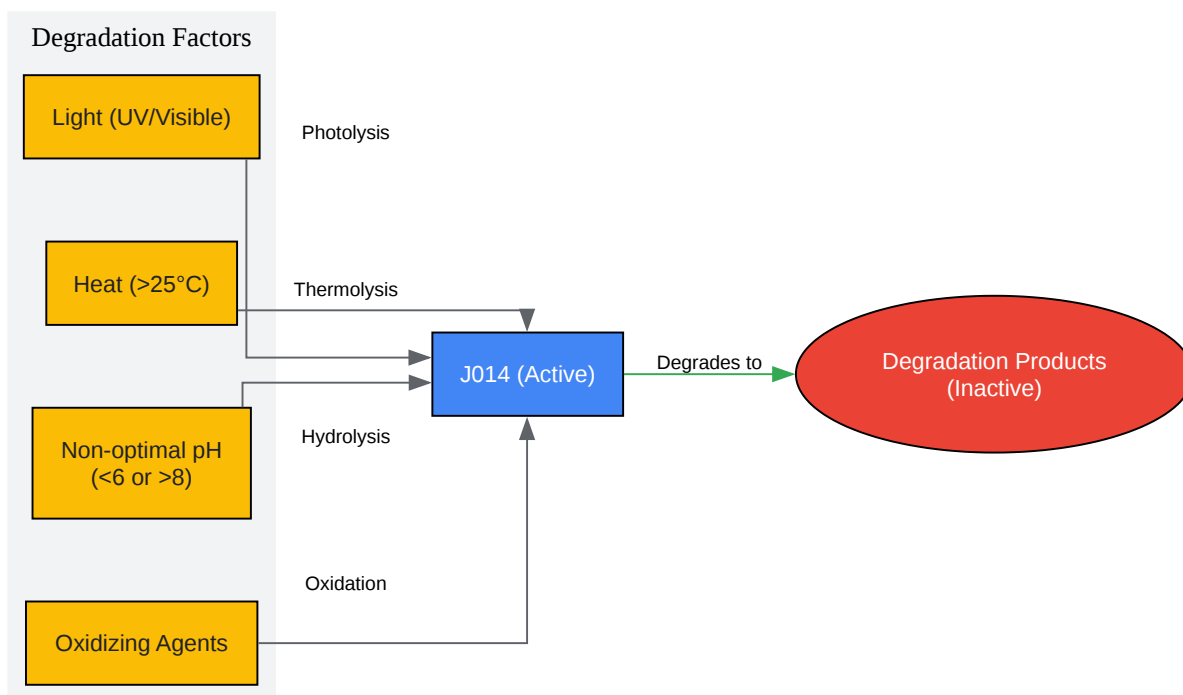 Degradation Factors
Light (UV/Visible)
Photolysis
Heat (>25°C)
Thermolysis
J014 (Active)
Degrades to
Degradation Products
(Inactive)
Non-optimal pH
(<6 or >8)
Hydrolysis
Oxidation
Oxidizing Agents